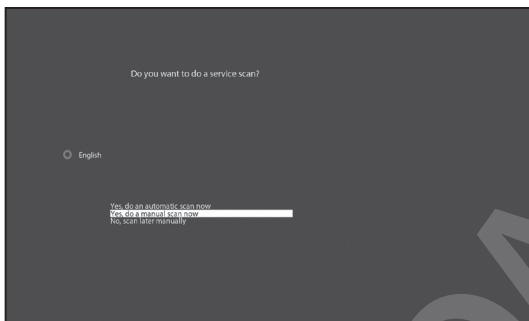 Do you want to do a service scan?
English
Yes, do an automatic scan now
Yes, do a manual scan now
No, scan later manually